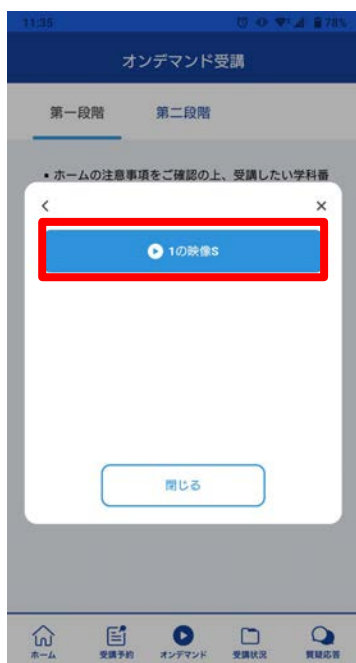 11:35
78%
オンデマンド受講
第一段階 第二段階
▪ ホームの注意事項をご確認の上、受講したい学科番
1の映像S
閉じる
ホーム 受講予約 オンデマンド 受講状況 質疑応答